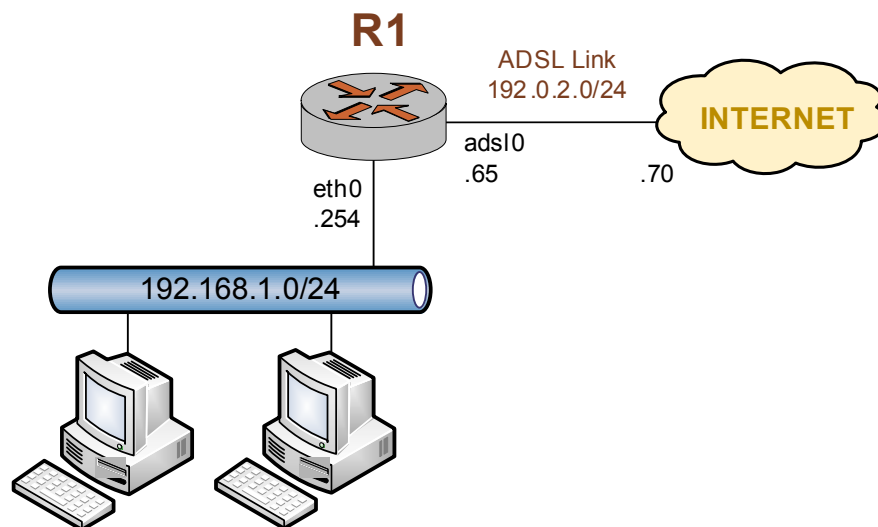 R1
ADSL Link
192.0.2.0/24
INTERNET
adsl0
.65
.70
eth0
.254
192.168.1.0/24